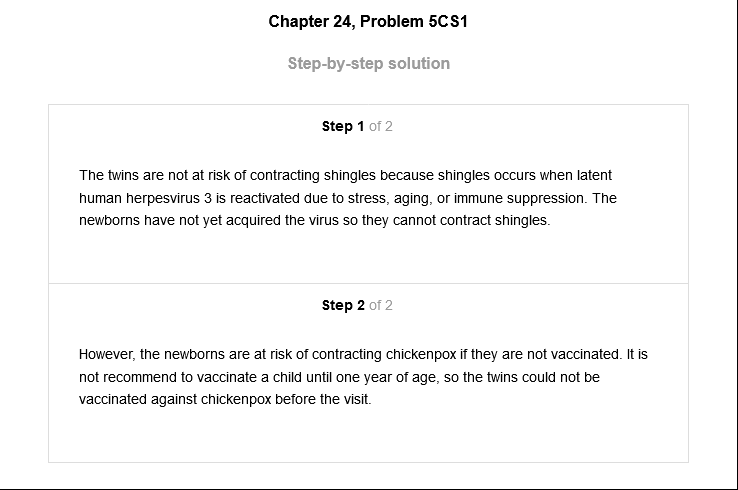 Chapter 24, Problem 5CS1
Step-by-step solution
Step 1 of 2
The twins are not at risk of contracting shingles because shingles occurs when latent
human herpesvirus 3 is reactivated due to stress, aging, or immune suppression. The
newborns have not yet acquired the virus so they cannot contract shingles.
Step 2 of 2
However, the newborns are at risk of contracting chickenpox if they are not vaccinated. It is
not recommend to vaccinate a child until one year of age, so the twins could not be
vaccinated against chickenpox before the visit.